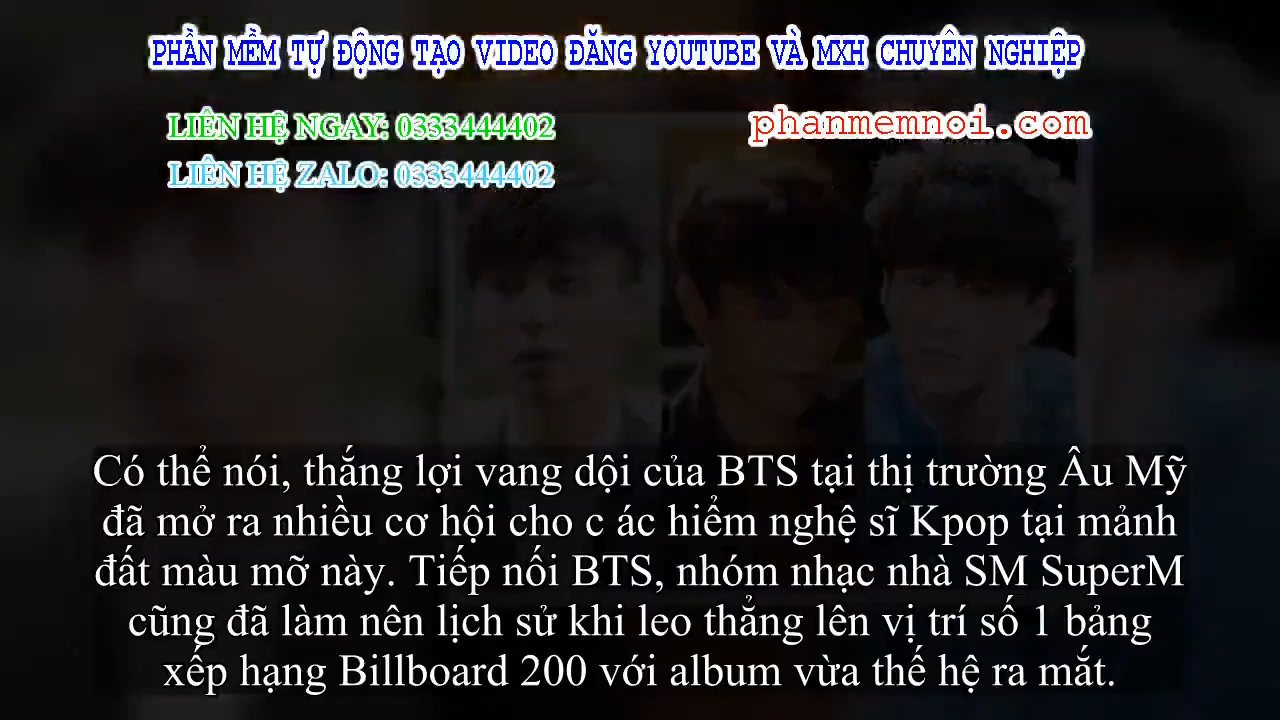 PHẦN MỀM TỰ ĐỘNG TẠO VIDEO ĐĂNG YOUTUBE VÀ MXH CHUYÊN NGHIỆP
LIÊN HỆ NGAY: 0333444402
phanmemnoi.com
LIÊN HỆ ZALO: 0333444402
Có thể nói, thắng lợi vang dội của BTS tại thị trường Âu Mỹ
đã mở ra nhiều cơ hội cho c ác hiểm nghệ sĩ Kpop tại mảnh
đất màu mỡ này. Tiếp nối BTS, nhóm nhạc nhà SM SuperM
cũng đã làm nên lịch sử khi leo thẳng lên vị trí số 1 bảng
xếp hạng Billboard 200 với album vừa thế hệ ra mắt.